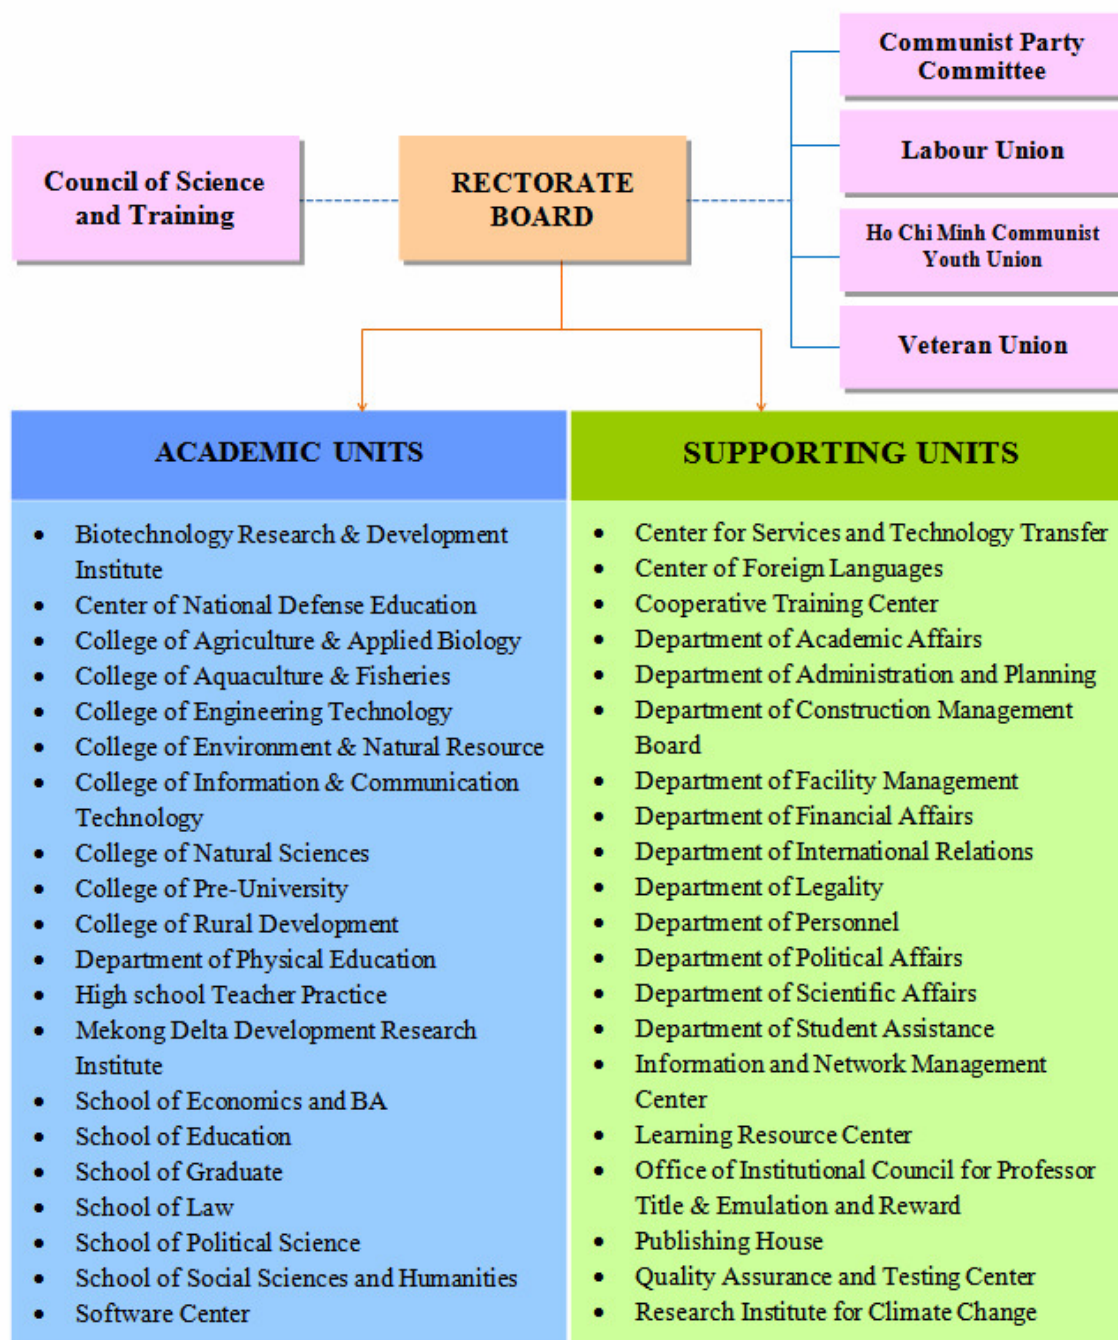 Communist Party
Committee
Labour Union
Council of Science
and Training
RECTORATE
BOARD
Ho Chi Minh Communist
Youth Union
Veteran Union
ACADEMIC UNITS
• Biotechnology Research & Development
Institute
• Center of National Defense Education
• College of Agriculture & Applied Biology
• College of Aquaculture & Fisheries
• College of Engineering Technology
• College of Environment & Natural Resource
• College of Information & Communication
Technology
• College of Natural Sciences
• College of Pre-University
• College of Rural Development
• Department of Physical Education
• High school Teacher Practice
• Mekong Delta Development Research
Institute
• School of Economics and BA
• School of Education
• School of Graduate
• School of Law
• School of Political Science
• School of Social Sciences and Humanities
• Software Center
SUPPORTING UNITS
• Center for Services and Technology Transfer
• Center of Foreign Languages
• Cooperative Training Center
• Department of Academic Affairs
• Department of Administration and Planning
• Department of Construction Management
Board
• Department of Facility Management
• Department of Financial Affairs
• Department of International Relations
• Department of Legality
• Department of Personnel
• Department of Political Affairs
• Department of Scientific Affairs
• Department of Student Assistance
• Information and Network Management
Center
• Learning Resource Center
• Office of Institutional Council for Professor
Title & Emulation and Reward
• Publishing House
• Quality Assurance and Testing Center
• Research Institute for Climate Change